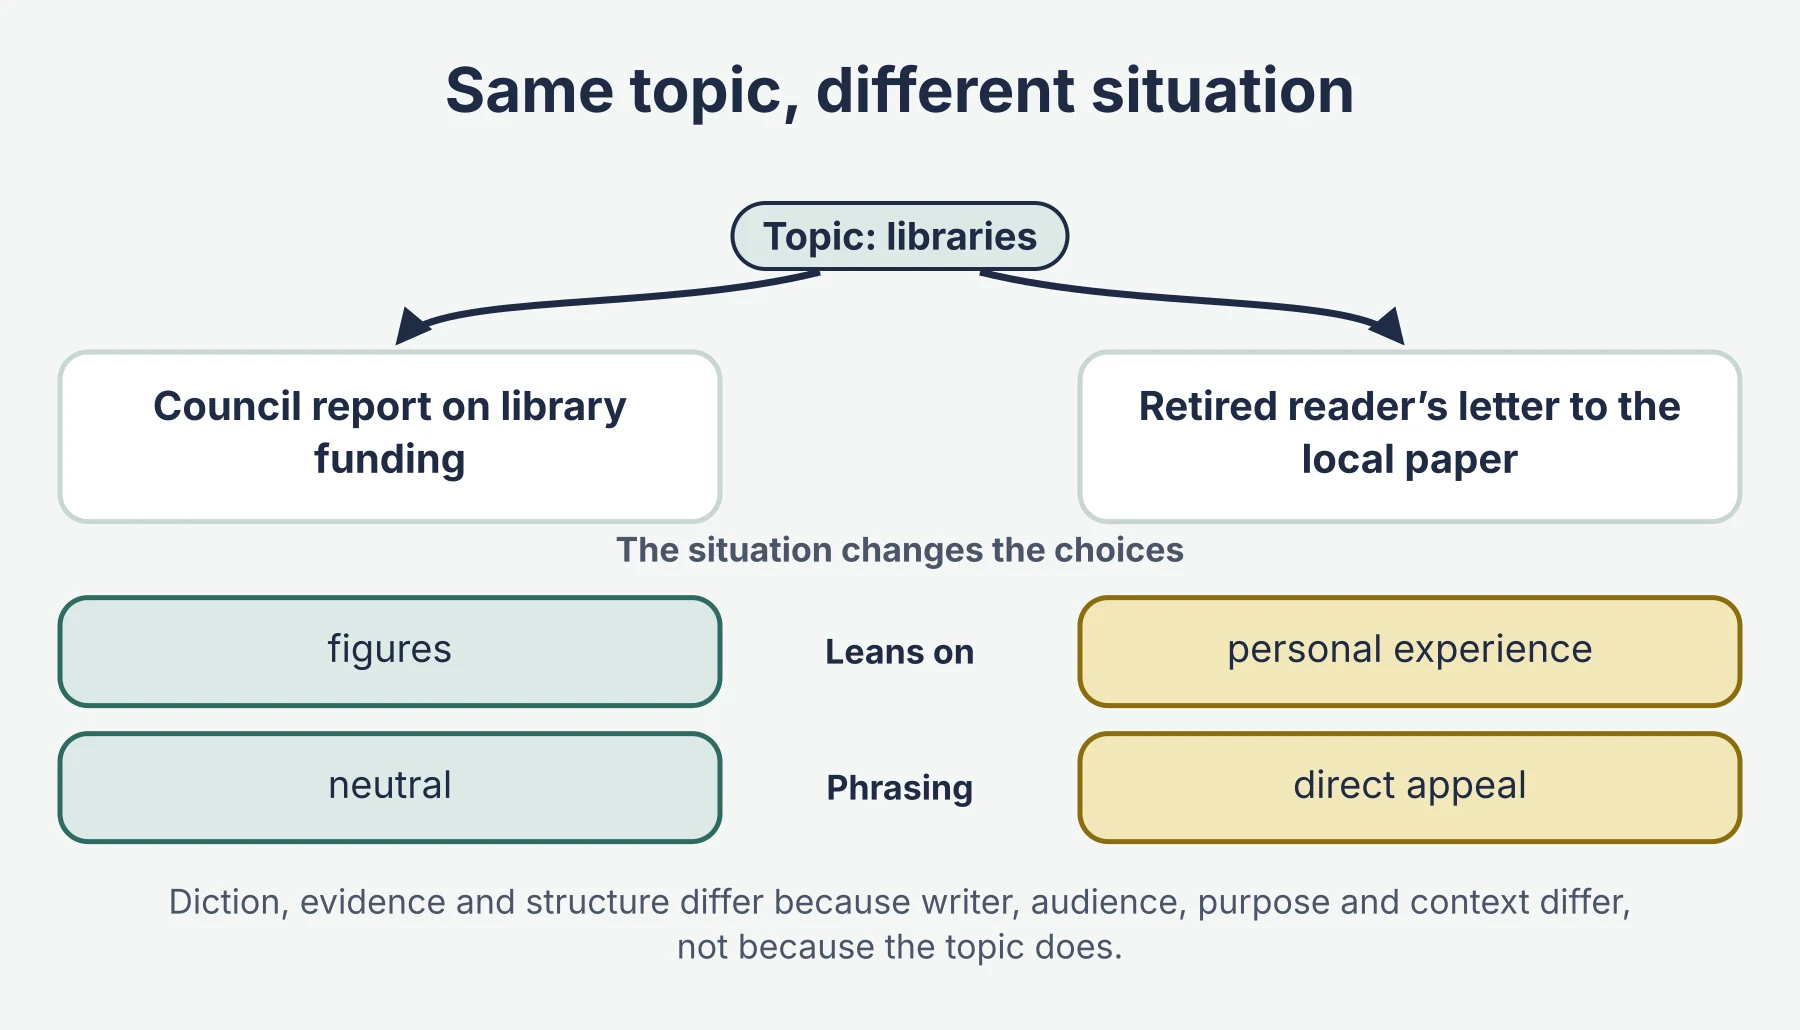 Same topic, different situation
Topic: libraries
Council report on library
funding
Retired reader’s letter to the
local paper
The situation changes the choices
figures
Leans on
personal experience
neutral
Phrasing
direct appeal
Diction, evidence and structure differ because writer, audience, purpose and context differ,
not because the topic does.